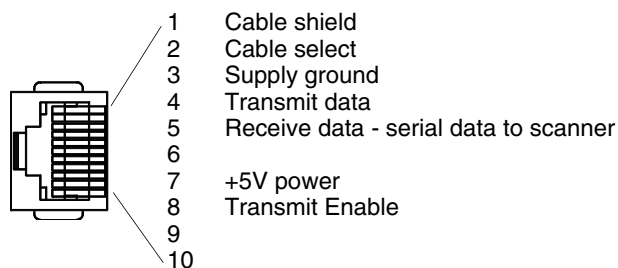 1 Cable shield
2 Cable select
3 Supply ground
4 Transmit data
5 Receive data - serial data to scanner
6
7 +5V power
8 Transmit Enable
9
10